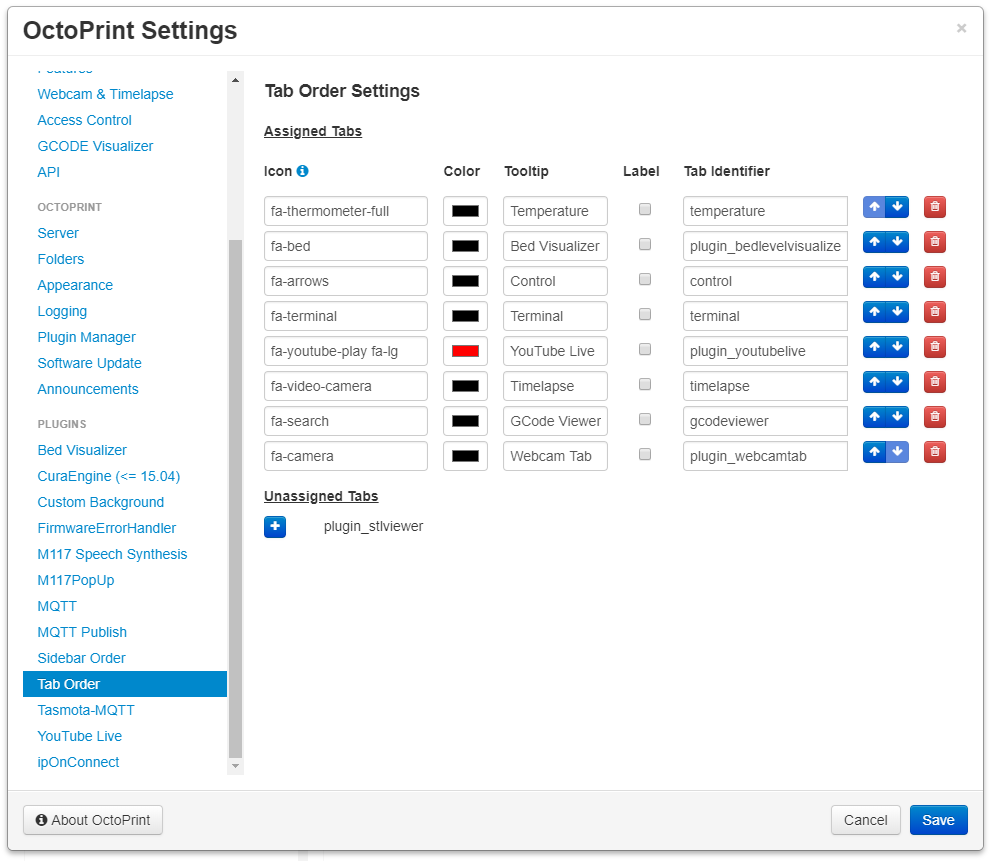 OctoPrint Settings
×
Features
Webcam & Timelapse
Access Control
GCODE Visualizer
API
OCTOPRINT
Server
Folders
Appearance
Logging
Plugin Manager
Software Update
Announcements
PLUGINS
Bed Visualizer
CuraEngine (<= 15.04)
Custom Background
FirmwareErrorHandler
M117 Speech Synthesis
M117PopUp
MQTT
MQTT Publish
Sidebar Order
Tab Order
Tasmota-MQTT
YouTube Live
ipOnConnect
Tab Order Settings
Assigned Tabs
Icon Color Tooltip Label Tab Identifier
fa-thermometer-full Temperature temperature
fa-bed Bed Visualizer plugin_bedlevelvisualize
fa-arrows Control control
fa-terminal Terminal terminal
fa-youtube-play fa-lg YouTube Live plugin_youtubelive
fa-video-camera Timelapse timelapse
fa-search GCode Viewer gcodeviewer
fa-camera Webcam Tab plugin_webcamtab
Unassigned Tabs
plugin_stlviewer
About OctoPrint Cancel Save